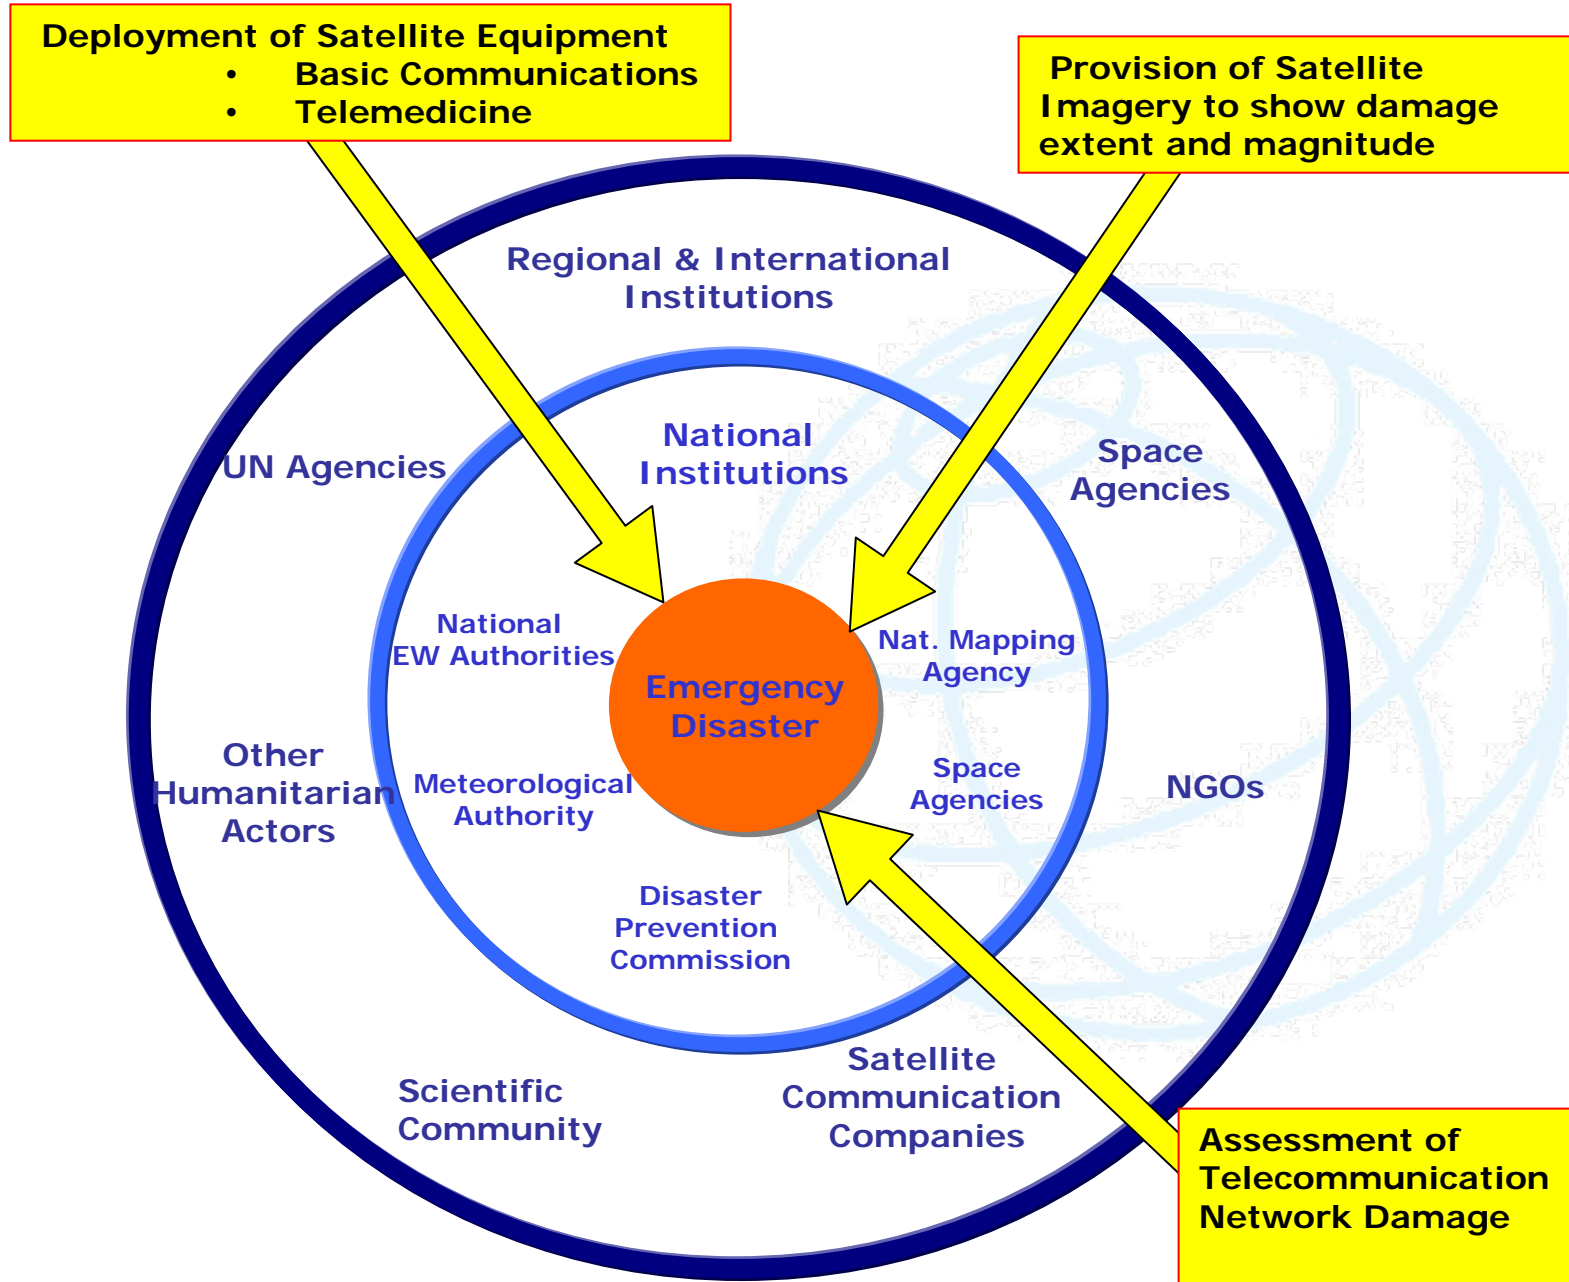 Deployment of Satellite Equipment
• Basic Communications
• Telemedicine
Provision of Satellite
Imagery to show damage
extent and magnitude
Regional & International
Institutions
UN Agencies
National
Institutions
Space
Agencies
National
EW Authorities
Nat. Mapping
Agency
Emergency
Disaster
Other
Humanitarian
Actors
Meteorological
Authority
Space
Agencies
NGOs
Disaster
Prevention
Commission
Scientific
Community
Satellite
Communication
Companies
Assessment of
Telecommunication
Network Damage